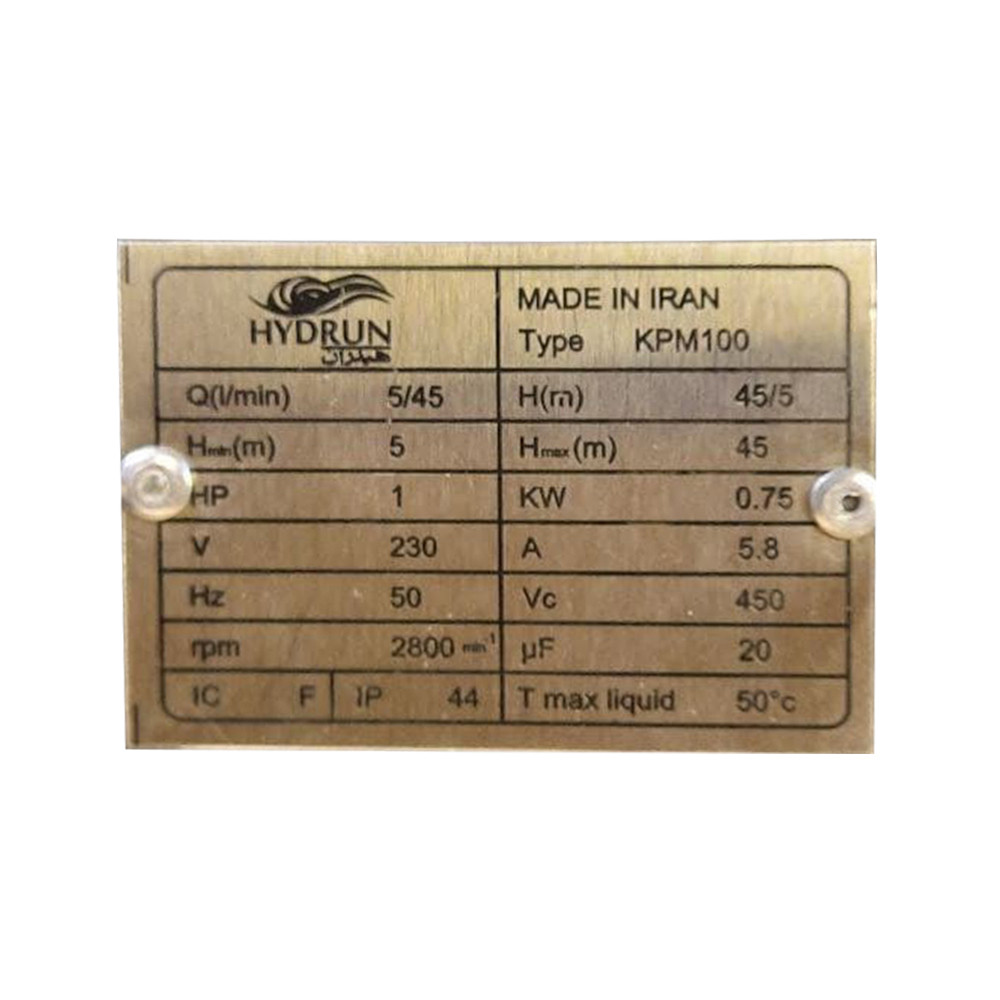 HYDRUN
هیدران
MADE IN IRAN
Type KPM100
Q(l/min) 5/45 H(m) 45/5
Hmin(m) 5 Hmax(m) 45
HP 1 KW 0.75
V 230 A 5.8
Hz 50 Vc 450
rpm 2800 min⁻¹ µF 20
IC F IP 44 T max liquid 50°c